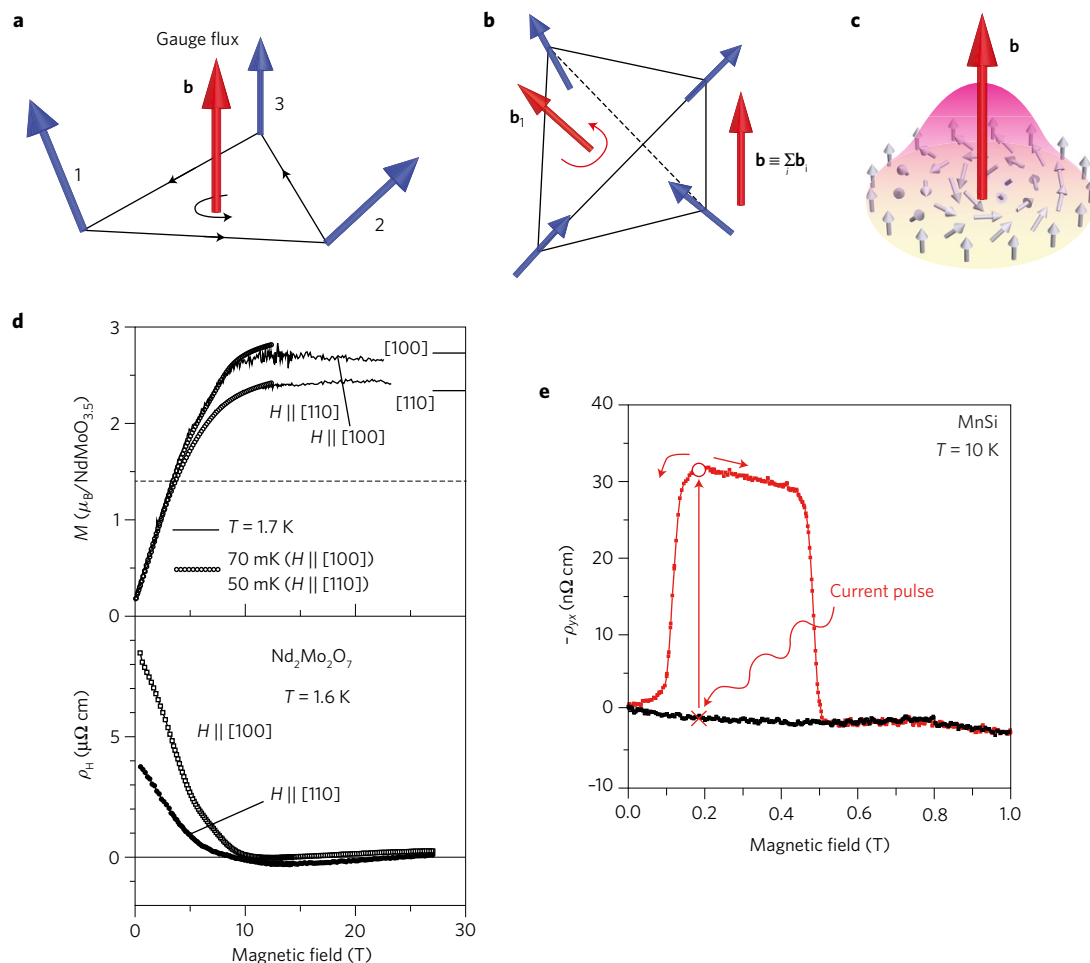 a
Gauge flux
b
1
2
3
b
b₁
b ≡ Σᵢ bᵢ
c
b
d
3
2
1
0
M (μB/NdMoO3.5)
[100]
[110]
H || [110]
H || [100]
T = 1.7 K
70 mK (H || [100])
50 mK (H || [110])
Nd2Mo2O7
T = 1.6 K
H || [100]
H || [110]
5
0
ρH (μΩ cm)
0 10 20 30
Magnetic field (T)
e
40
30
20
10
0
–10
-ρyx (nΩ cm)
MnSi
T = 10 K
Current pulse
0.0 0.2 0.4 0.6 0.8 1.0
Magnetic field (T)